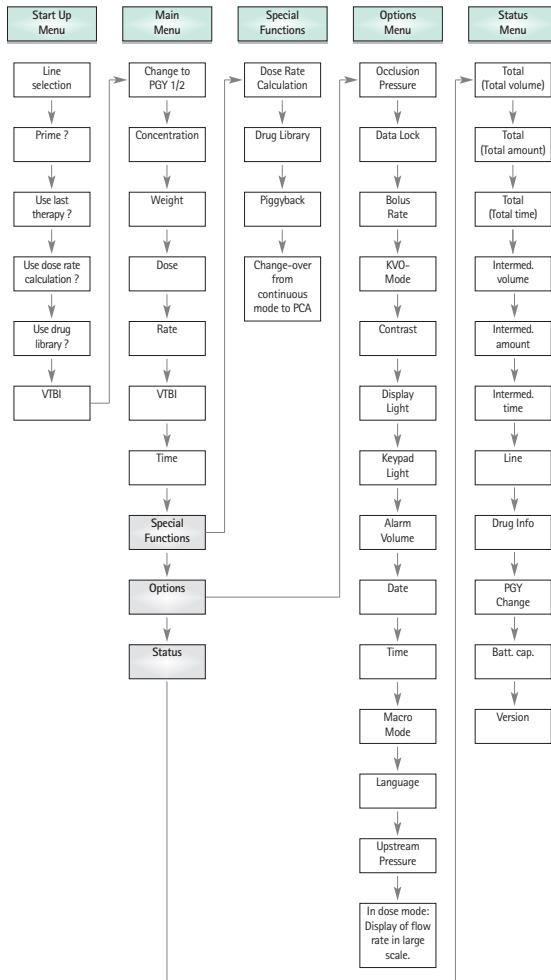 Start Up
Menu
Line
selection
Prime ?
Use last
therapy ?
Use dose rate
calculation ?
Use drug
library ?
VTBI
Main
Menu
Change to
PGY 1/2
Concentration
Weight
Dose
Rate
VTBI
Time
Special
Functions
Options
Status
Special
Functions
Dose Rate
Calculation
Drug Library
Piggyback
Change-over
from
continuous
mode to PCA
Options
Menu
Occlusion
Pressure
Data Lock
Bolus
Rate
KVO-
Mode
Contrast
Display
Light
Keypad
Light
Alarm
Volume
Date
Time
Macro
Mode
Language
Upstream
Pressure
In dose mode:
Display of flow
rate in large
scale.
Status
Menu
Total
(Total volume)
Total
(Total amount)
Total
(Total time)
Intermed.
volume
Intermed.
amount
Intermed.
time
Line
Drug Info
PGY
Change
Batt. cap.
Version